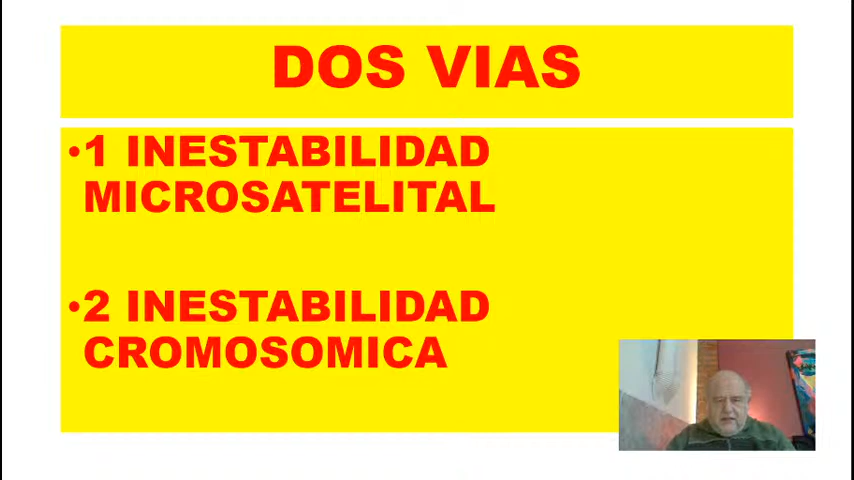 DOS VIAS
•1 INESTABILIDAD
MICROSATELITAL
•2 INESTABILIDAD
CROMOSOMICA